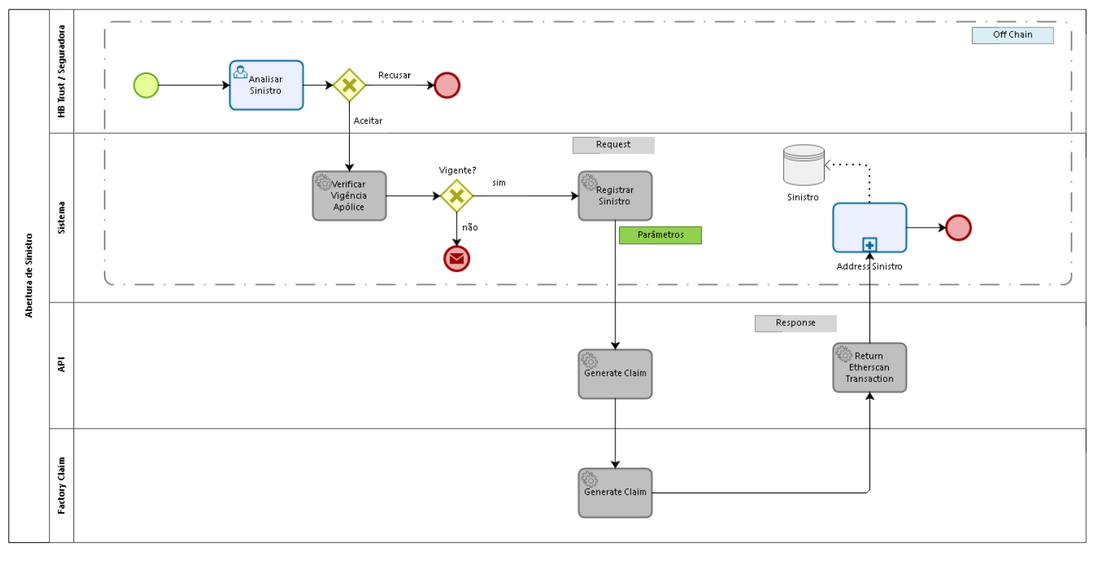 Abertura de Sinistro
HB Trust / Seguradora
Off Chain
Analisar
Sinistro
Recusar
Aceitar
Sistema
Request
Verificar
Vigência
Apólice
Vigente?
sim
não
Registrar
Sinistro
Parâmetros
Sinistro
Address Sinistro
API
Response
Generate Claim
Return
Etherscan
Transaction
Factory Claim
Generate Claim